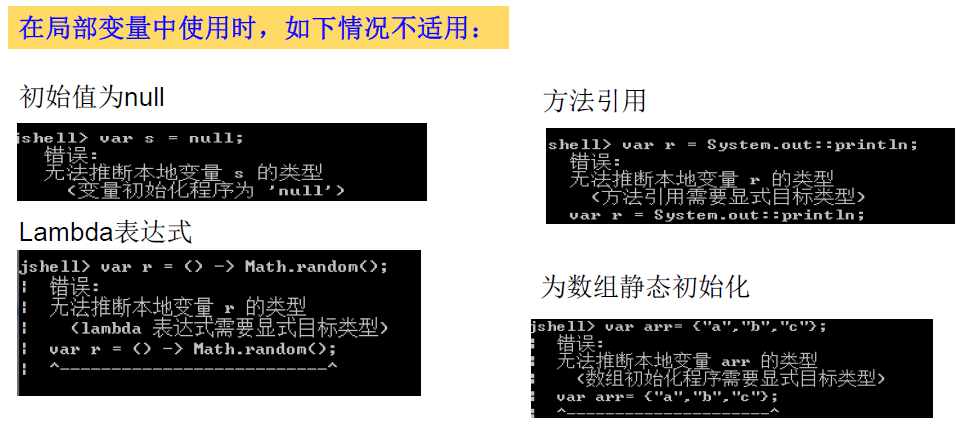 在局部变量中使用时，如下情况不适用：
初始值为null
jshell> var s = null;
错误:
无法推断本地变量 s 的类型
(变量初始化程序为 'null')
Lambda表达式
jshell> var r = () -> Math.random();
| 错误:
| 无法推断本地变量 r 的类型
| (lambda 表达式需要显式目标类型)
| var r = () -> Math.random();
| ^--------------------------^
方法引用
shell> var r = System.out::println;
错误:
无法推断本地变量 r 的类型
(方法引用需要显式目标类型)
var r = System.out::println;
为数组静态初始化
jshell> var arr= {"a","b","c"};
| 错误:
| 无法推断本地变量 arr 的类型
| (数组初始化程序需要显式目标类型)
| var arr= {"a","b","c"};
| ^---------------------^